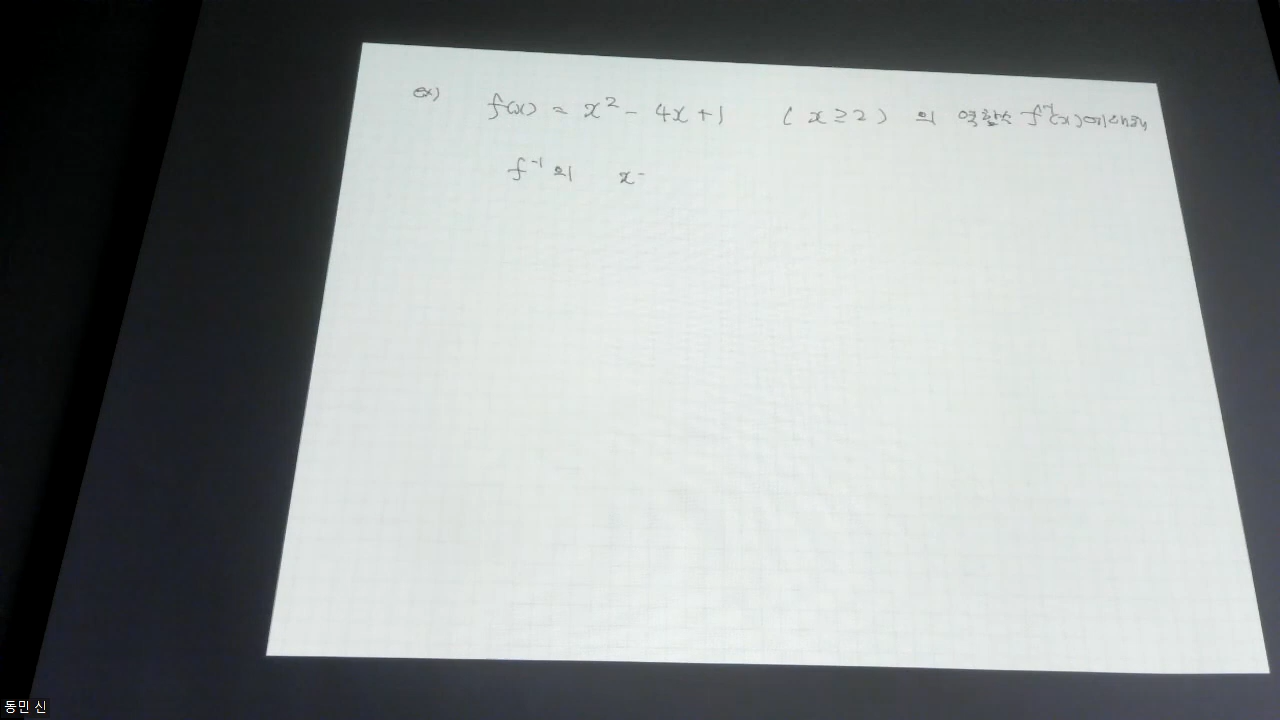 ex) f(x) = x² - 4x + 1 ( x ≥ 2 ) 의 역함수 f⁻¹(x)에 대해
f⁻¹ 의 x-
동민 신